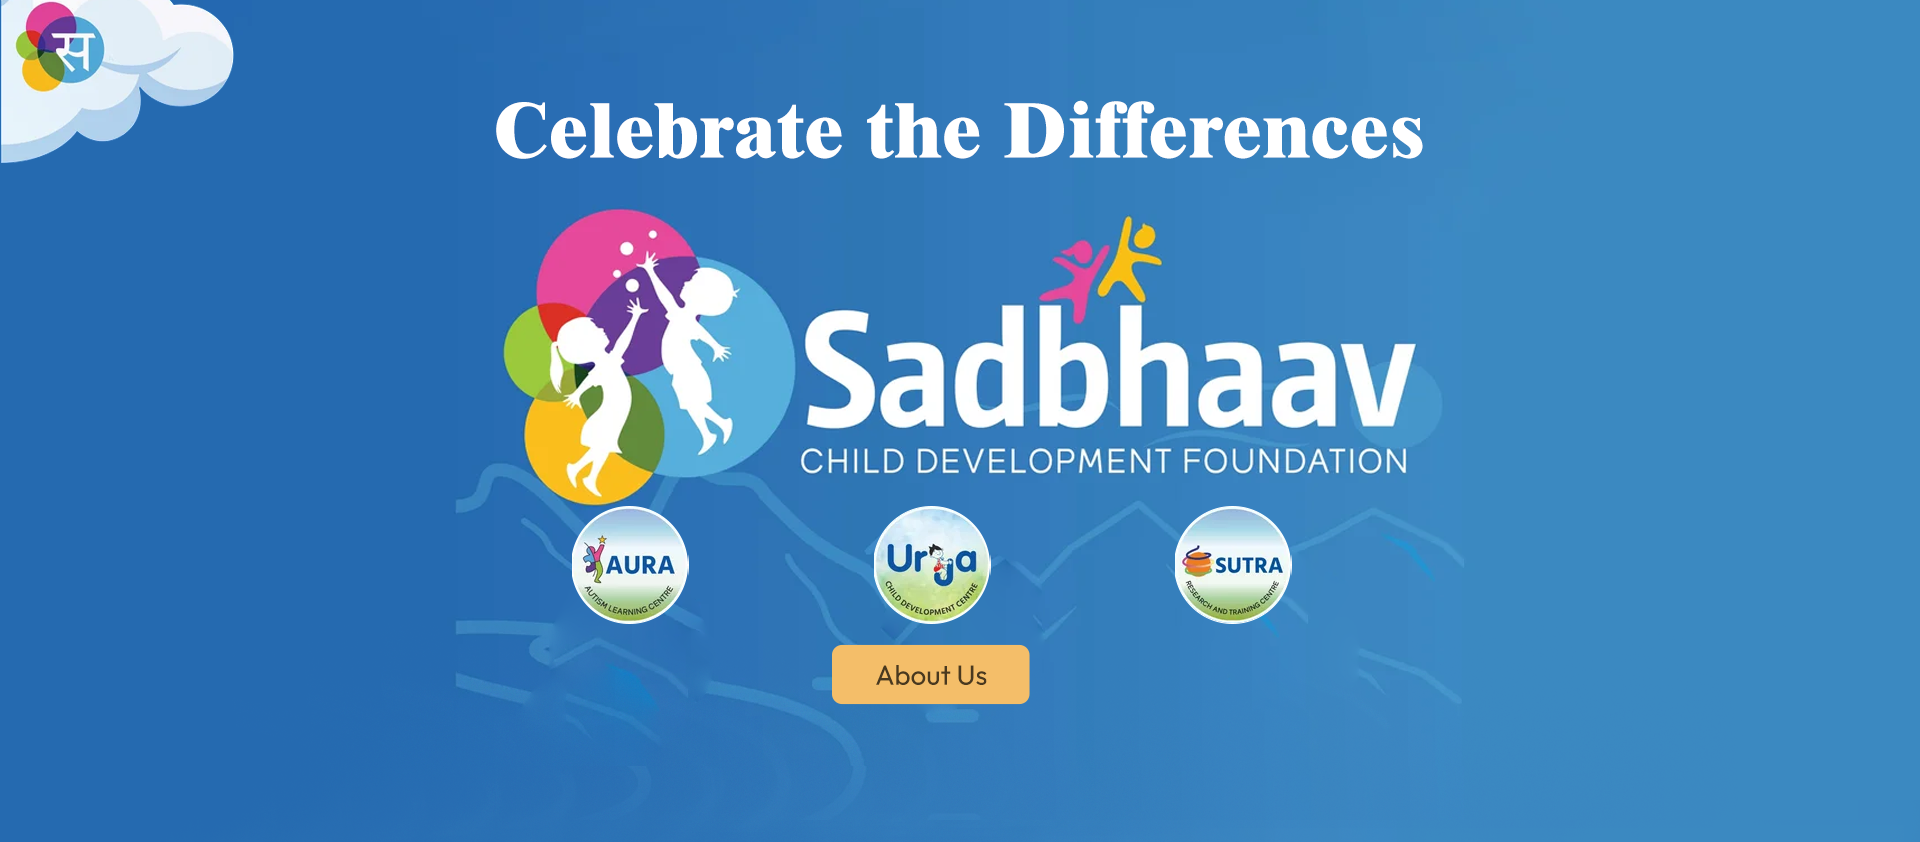 स
Celebrate the Differences
Sadbhaav
CHILD DEVELOPMENT FOUNDATION
AURA
AUTISM LEARNING CENTRE
Urja
CHILD DEVELOPMENT CENTRE
SUTRA
RESEARCH AND TRAINING CENTRE
About Us